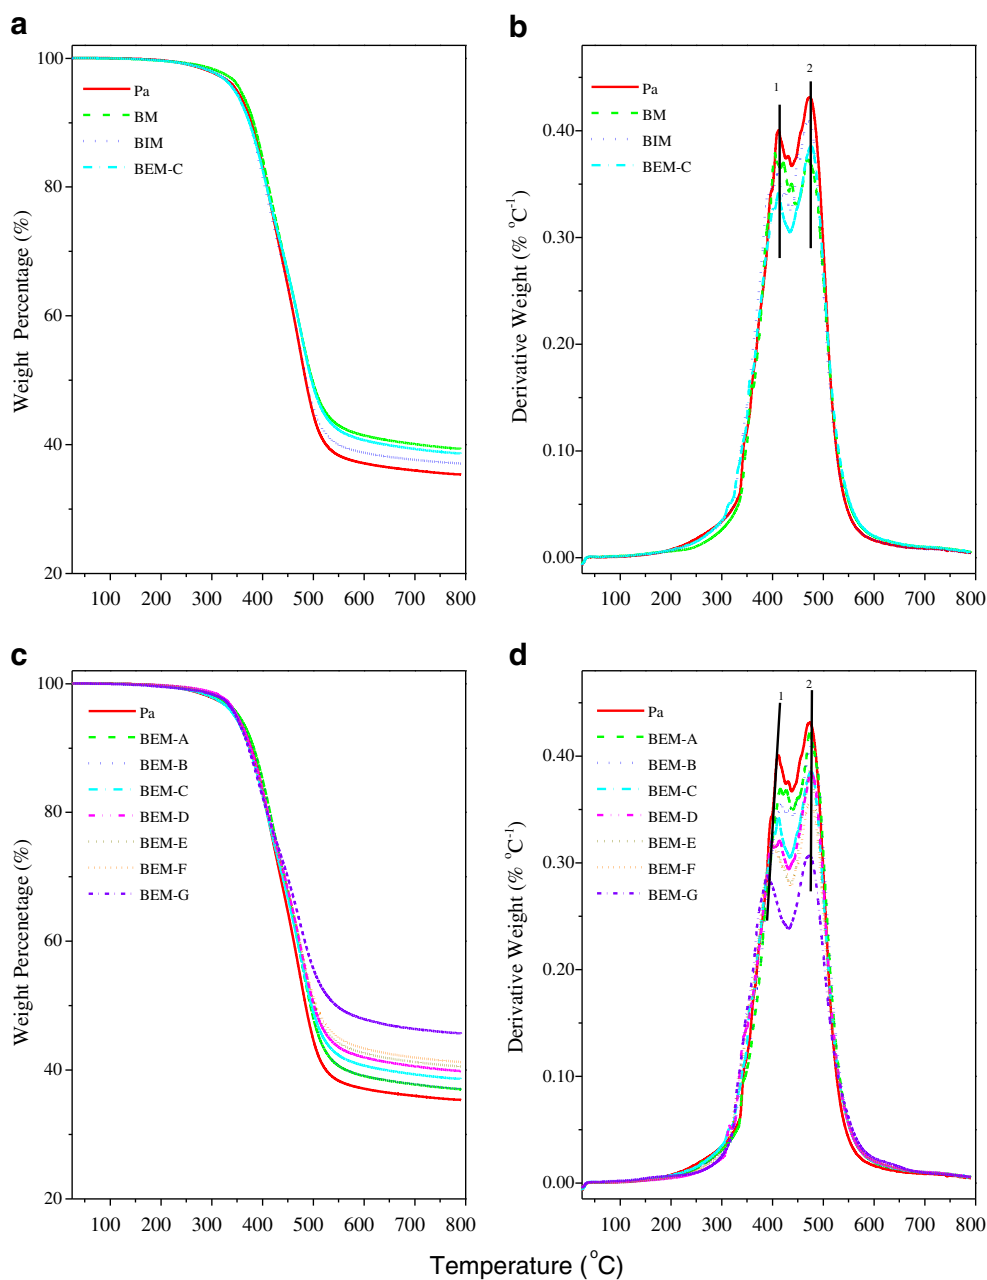 a
100
80
60
40
20
Weight Percentage (%)
Pa
BM
BIM
BEM-C
100 200 300 400 500 600 700 800
b
0.40
0.30
0.20
0.10
0.00
Derivative Weight (% °C⁻¹)
1
2
Pa
BM
BIM
BEM-C
100 200 300 400 500 600 700 800
c
100
80
60
40
20
Weight Percenetage (%)
Pa
BEM-A
BEM-B
BEM-C
BEM-D
BEM-E
BEM-F
BEM-G
100 200 300 400 500 600 700 800
d
0.40
0.30
0.20
0.10
0.00
Derivative Weight (% °C⁻¹)
1
2
Pa
BEM-A
BEM-B
BEM-C
BEM-D
BEM-E
BEM-F
BEM-G
100 200 300 400 500 600 700 800
Temperature (°C)